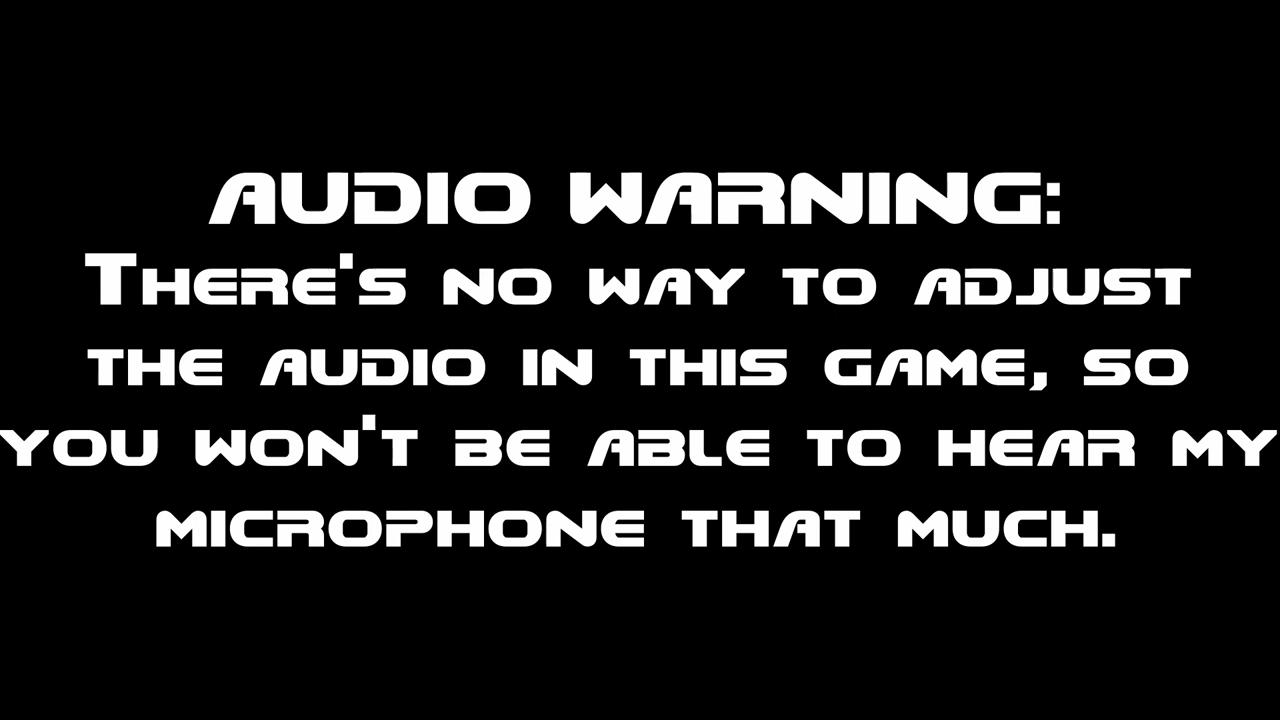 AUDIO WARNING:
There's no way to adjust
the audio in this game, so
you won't be able to hear my
microphone that much.